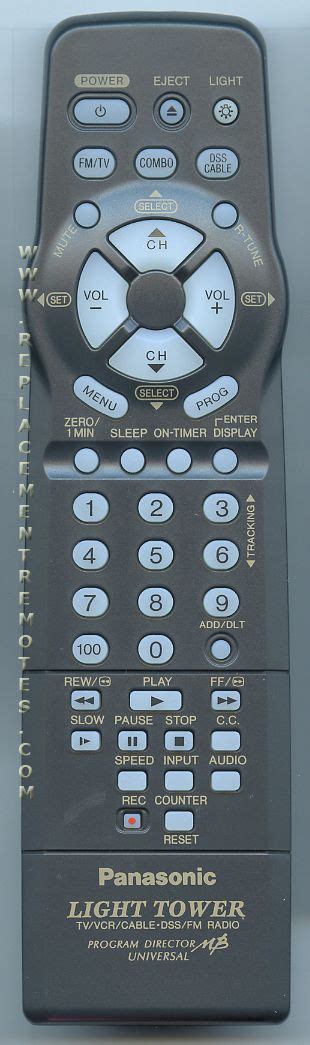 POWER EJECT LIGHT
FM/TV COMBO DSS CABLE
SELECT
MUTE R-TUNE
CH
SET VOL − VOL + SET
CH
MENU SELECT PROG
ZERO/ 1 MIN SLEEP ON-TIMER ENTER DISPLAY
1 2 3
4 5 6
TRACKING
7 8 9
ADD/DLT
100 0
REW/ PLAY FF/
SLOW PAUSE STOP C.C.
SPEED INPUT AUDIO
REC COUNTER
RESET
Panasonic
LIGHT TOWER
TV/VCR/CABLE·DSS/FM RADIO
PROGRAM DIRECTOR
UNIVERSAL
WWW.REPLACEMENTREMOTES.COM